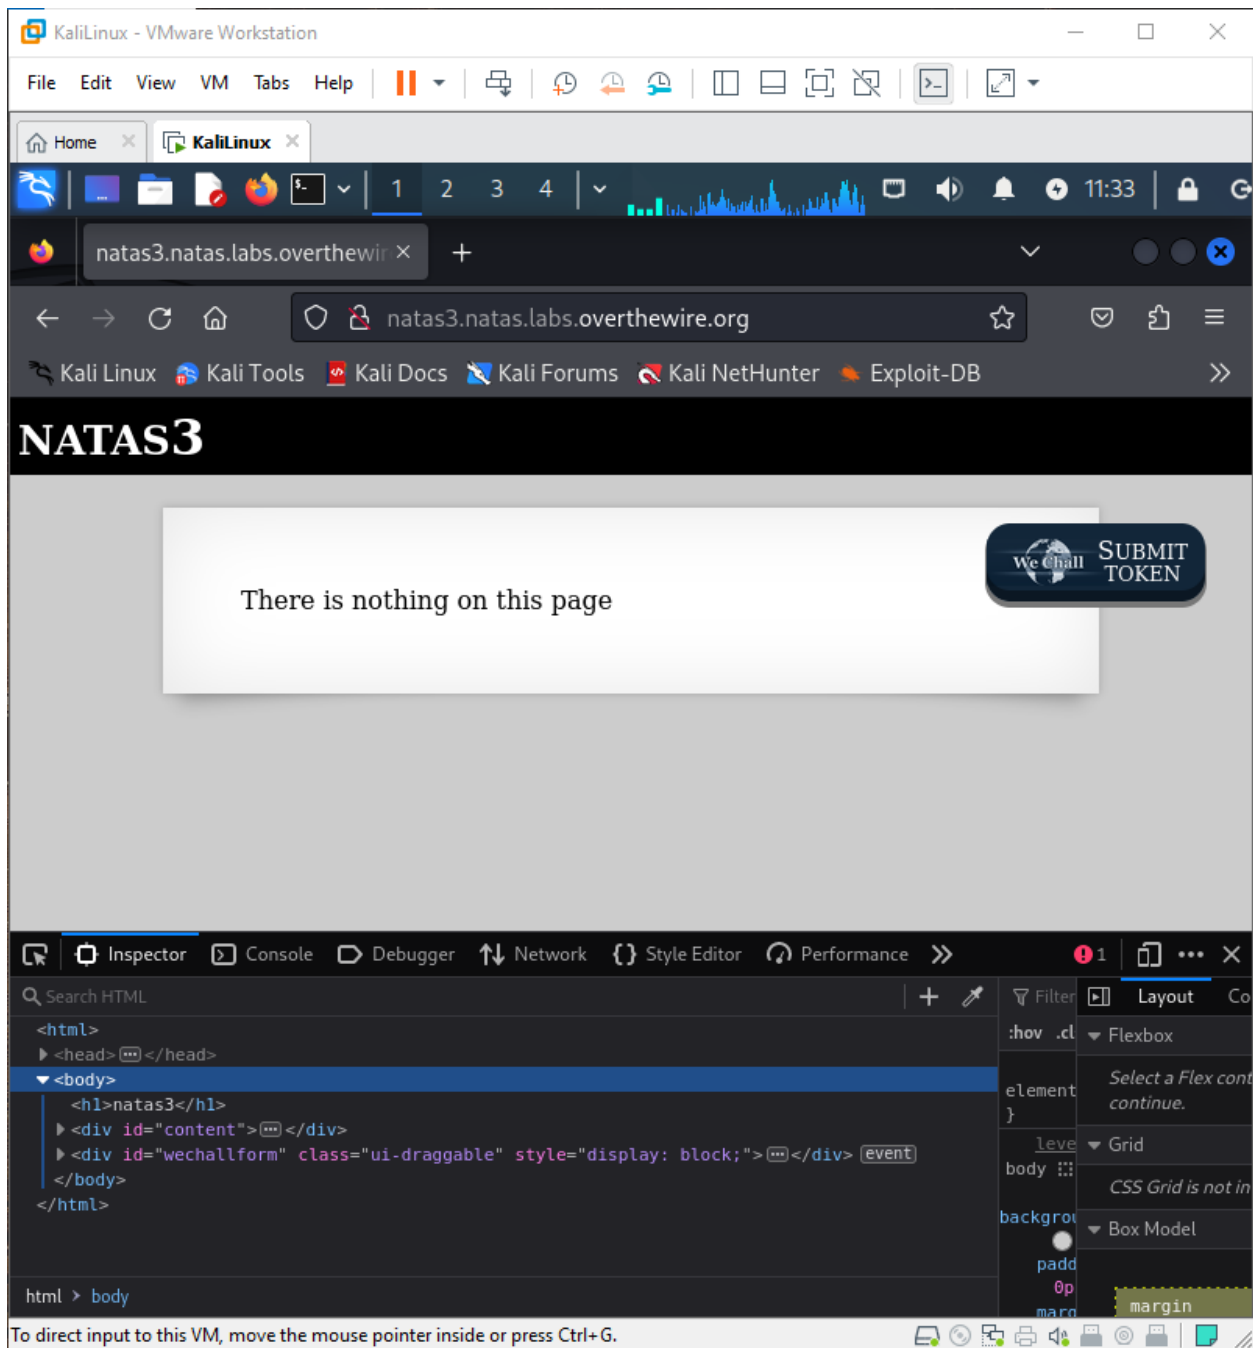 KaliLinux - VMware Workstation
File Edit View VM Tabs Help
Home KaliLinux
1 2 3 4 11:33
natas3.natas.labs.overthewir
natas3.natas.labs.overthewire.org
Kali Linux Kali Tools Kali Docs Kali Forums Kali NetHunter Exploit-DB
NATAS3
We Chall SUBMIT
TOKEN
There is nothing on this page
Inspector Console Debugger Network Style Editor Performance 1
Search HTML Filter Layout Co
<html> :hov .cl Flexbox
<head></head>
<body> Select a Flex cont
<h1>natas3</h1> element continue.
<div id="content"></div> }
<div id="wechallform" class="ui-draggable" style="display: block;"></div> event leve Grid
</body> body CSS Grid is not in
</html>
backgrou Box Model
padd
0p
html > body marg margin
To direct input to this VM, move the mouse pointer inside or press Ctrl+G.